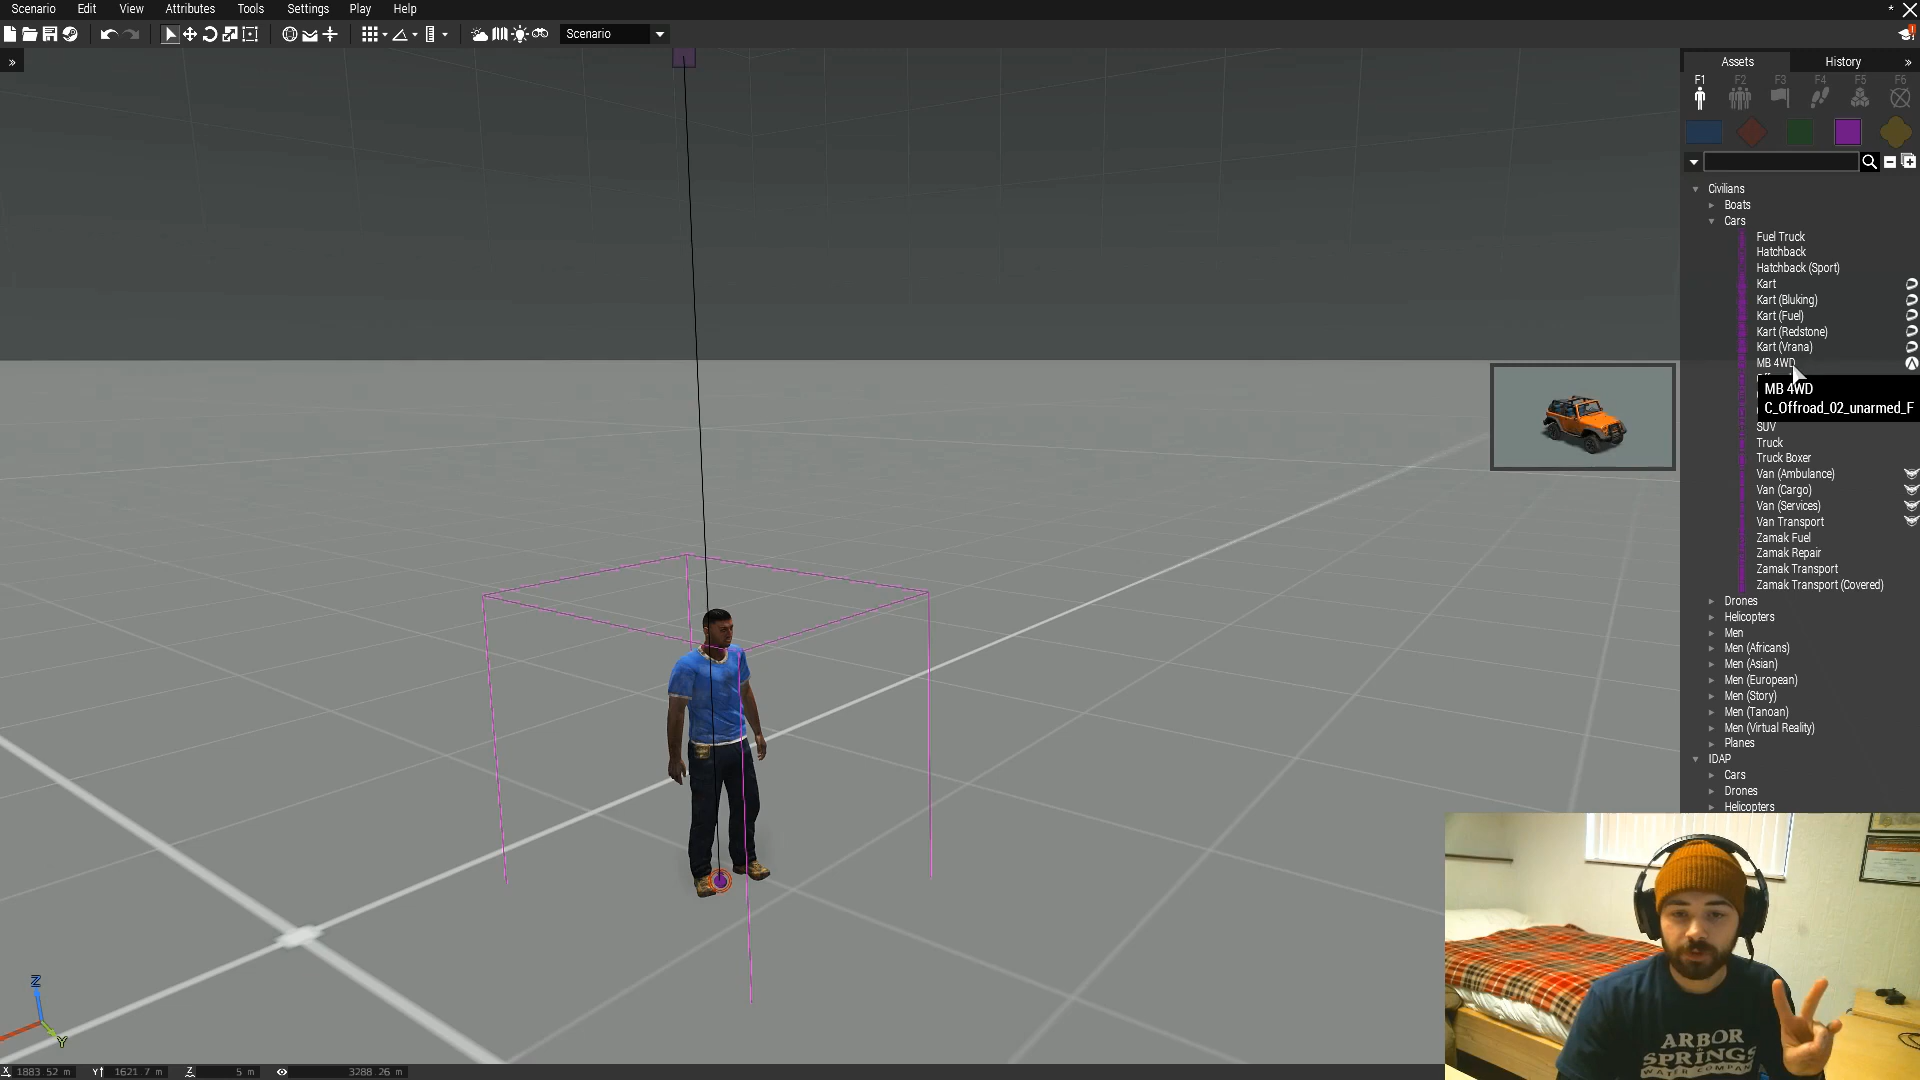 Scenario Edit View Attributes Tools Settings Play Help
*
Scenario
Assets History »
»
F1 F2 F3 F4 F5 F6
Civilians
Boats
Cars
Fuel Truck
Hatchback
Hatchback (Sport)
Kart
Kart (Bluking)
Kart (Fuel)
Kart (Redstone)
Kart (Vrana)
MB 4WD
MB 4WD
C_Offroad_02_unarmed_F
SUV
Truck
Truck Boxer
Van (Ambulance)
Van (Cargo)
Van (Services)
Van Transport
Zamak Fuel
Zamak Repair
Zamak Transport
Zamak Transport (Covered)
Drones
Helicopters
Men
Men (Africans)
Men (Asian)
Men (European)
Men (Story)
Men (Tanoan)
Men (Virtual Reality)
Planes
IDAP
Cars
Drones
Helicopters
ARBOR
SPRINGS
WATER COMPANY
Z
Y
X 1883.52 m Y 1621.7 m Z 5 m 3288.26 m